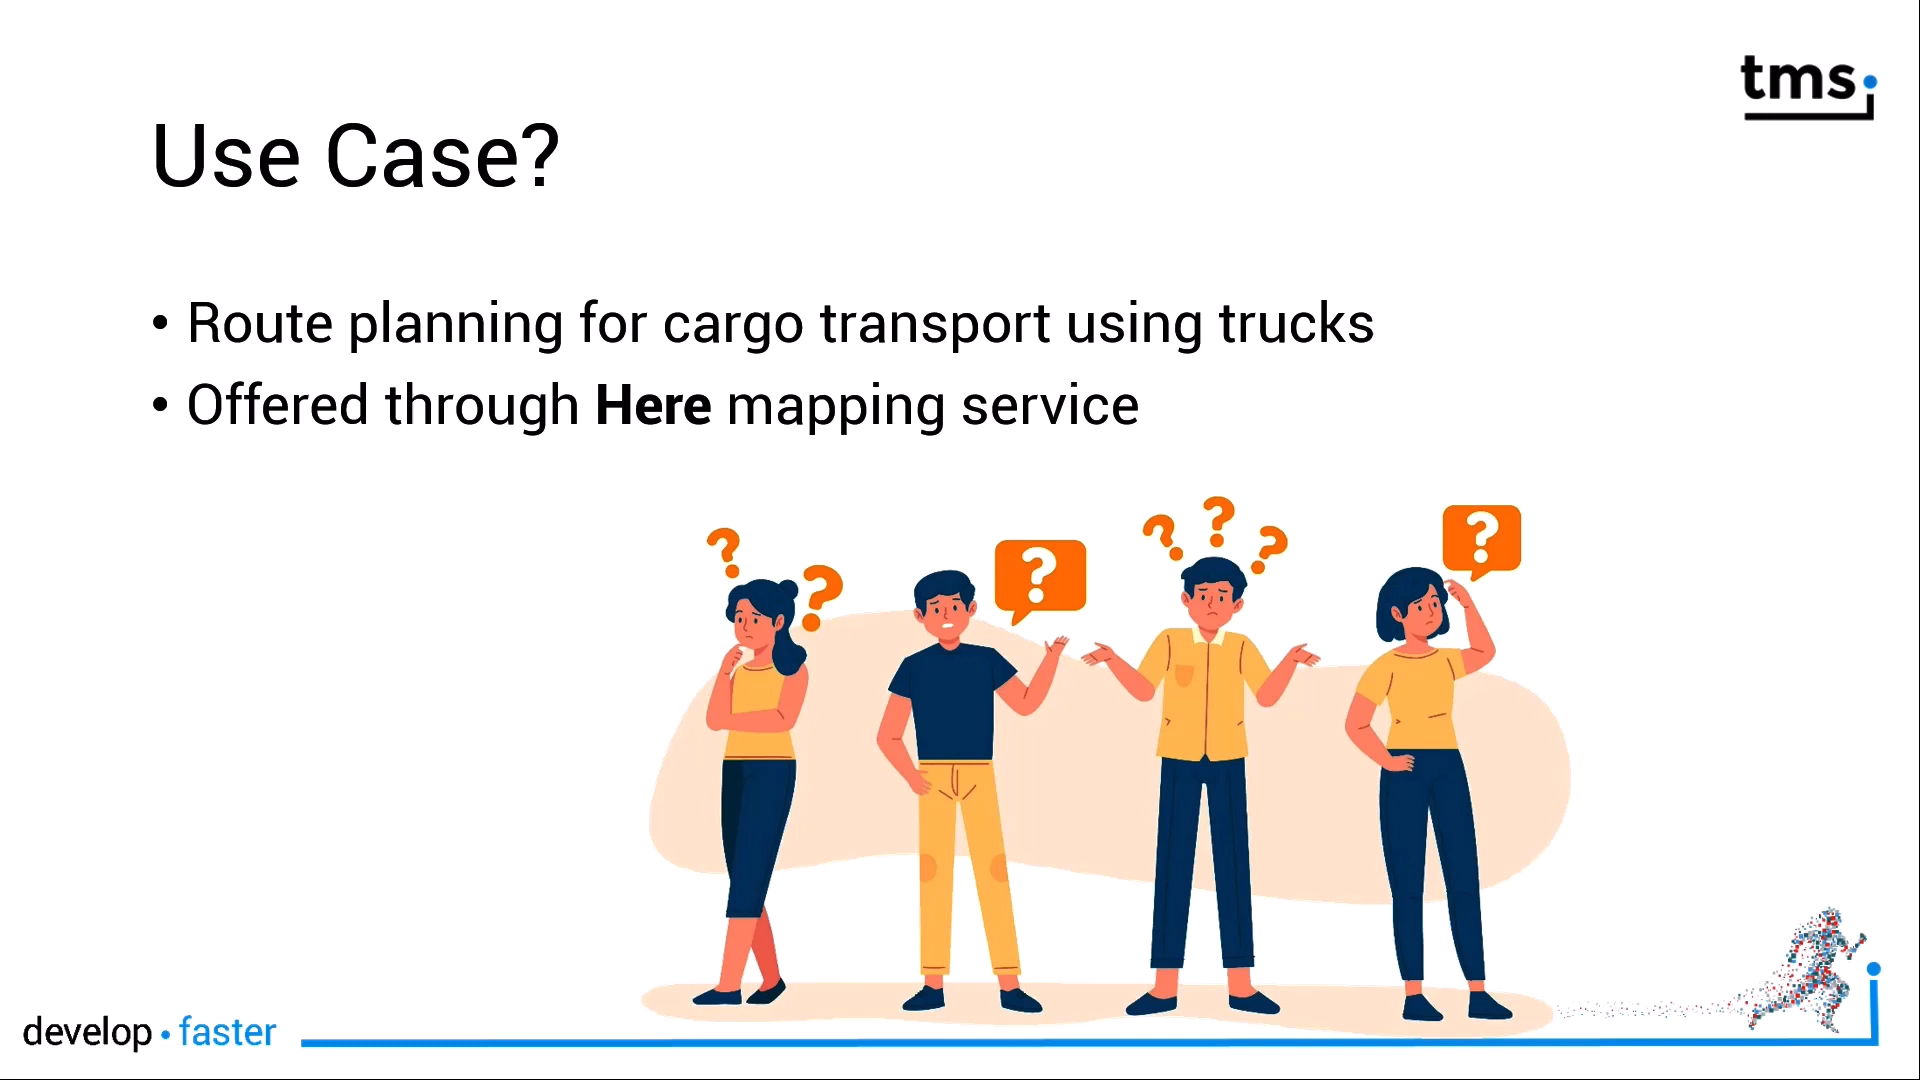 tms
Use Case?
• Route planning for cargo transport using trucks
• Offered through Here mapping service
? ? ? ? ? ? ?
develop • faster